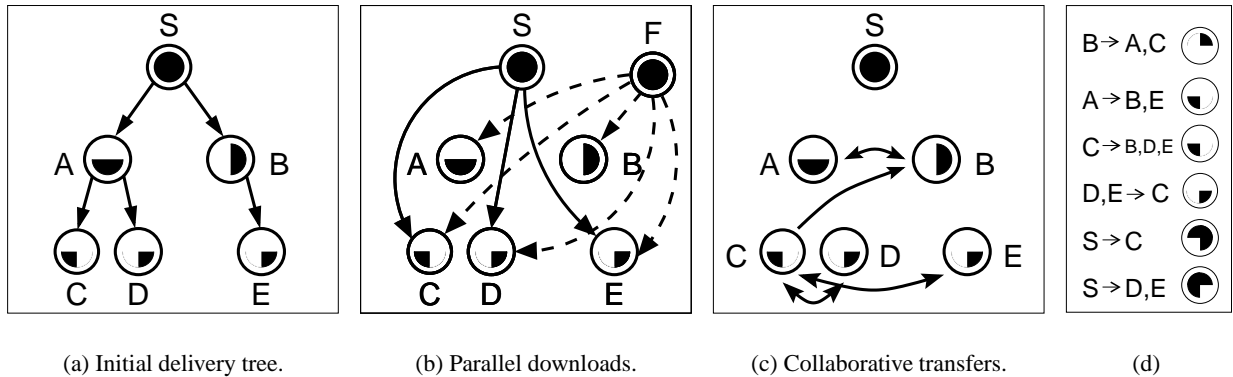 S
A
B
C
D
E
S
F
A
B
C
D
E
S
A
B
C
D
E
B→ A,C
A→ B,E
C→ B,D,E
D,E→ C
S→ C
S→ D,E
(a) Initial delivery tree.
(b) Parallel downloads.
(c) Collaborative transfers.
(d)